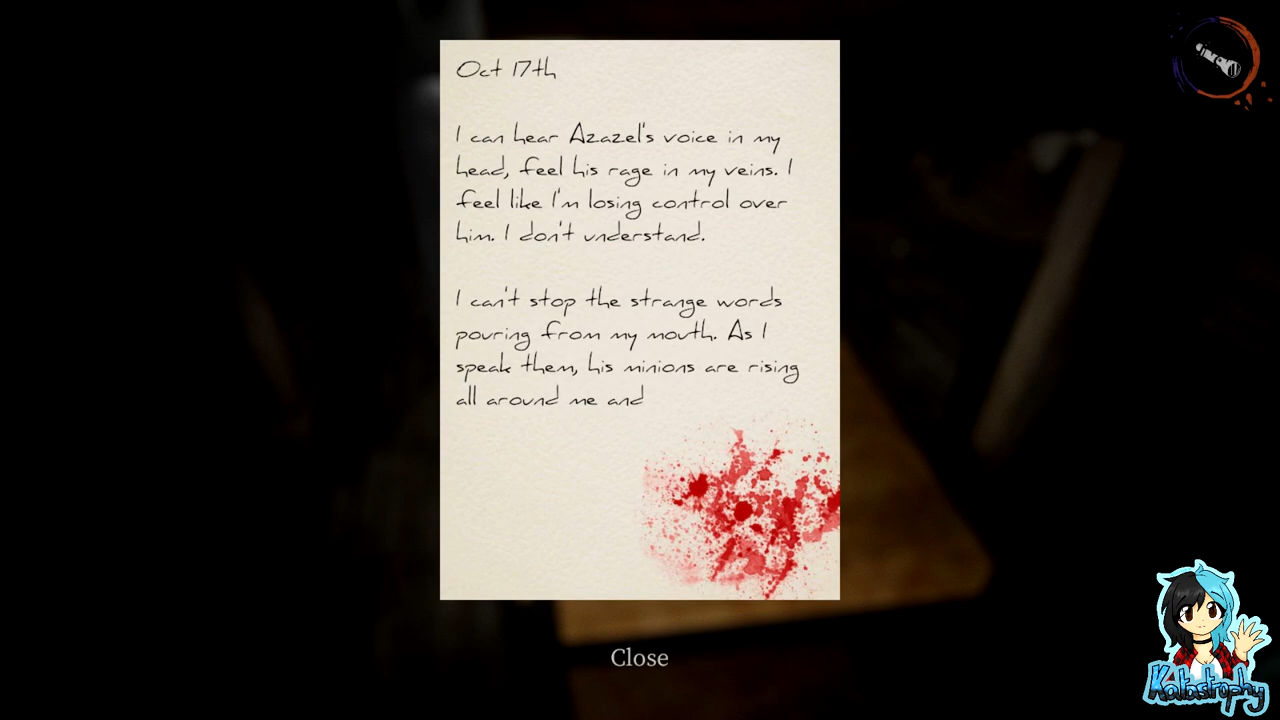 Oct 17th
I can hear Azazel's voice in my
head, feel his rage in my veins. I
feel like I'm losing control over
him. I don't understand.
I can't stop the strange words
pouring from my mouth. As I
speak them, his minions are rising
all around me and
Close
Katastrophy